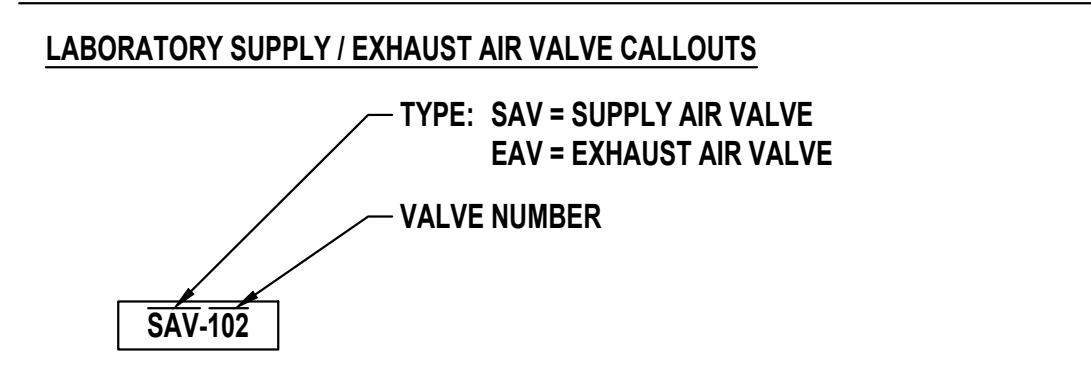 LABORATORY SUPPLY / EXHAUST AIR VALVE CALLOUTS
TYPE: SAV = SUPPLY AIR VALVE
EAV = EXHAUST AIR VALVE
VALVE NUMBER
SAV-102